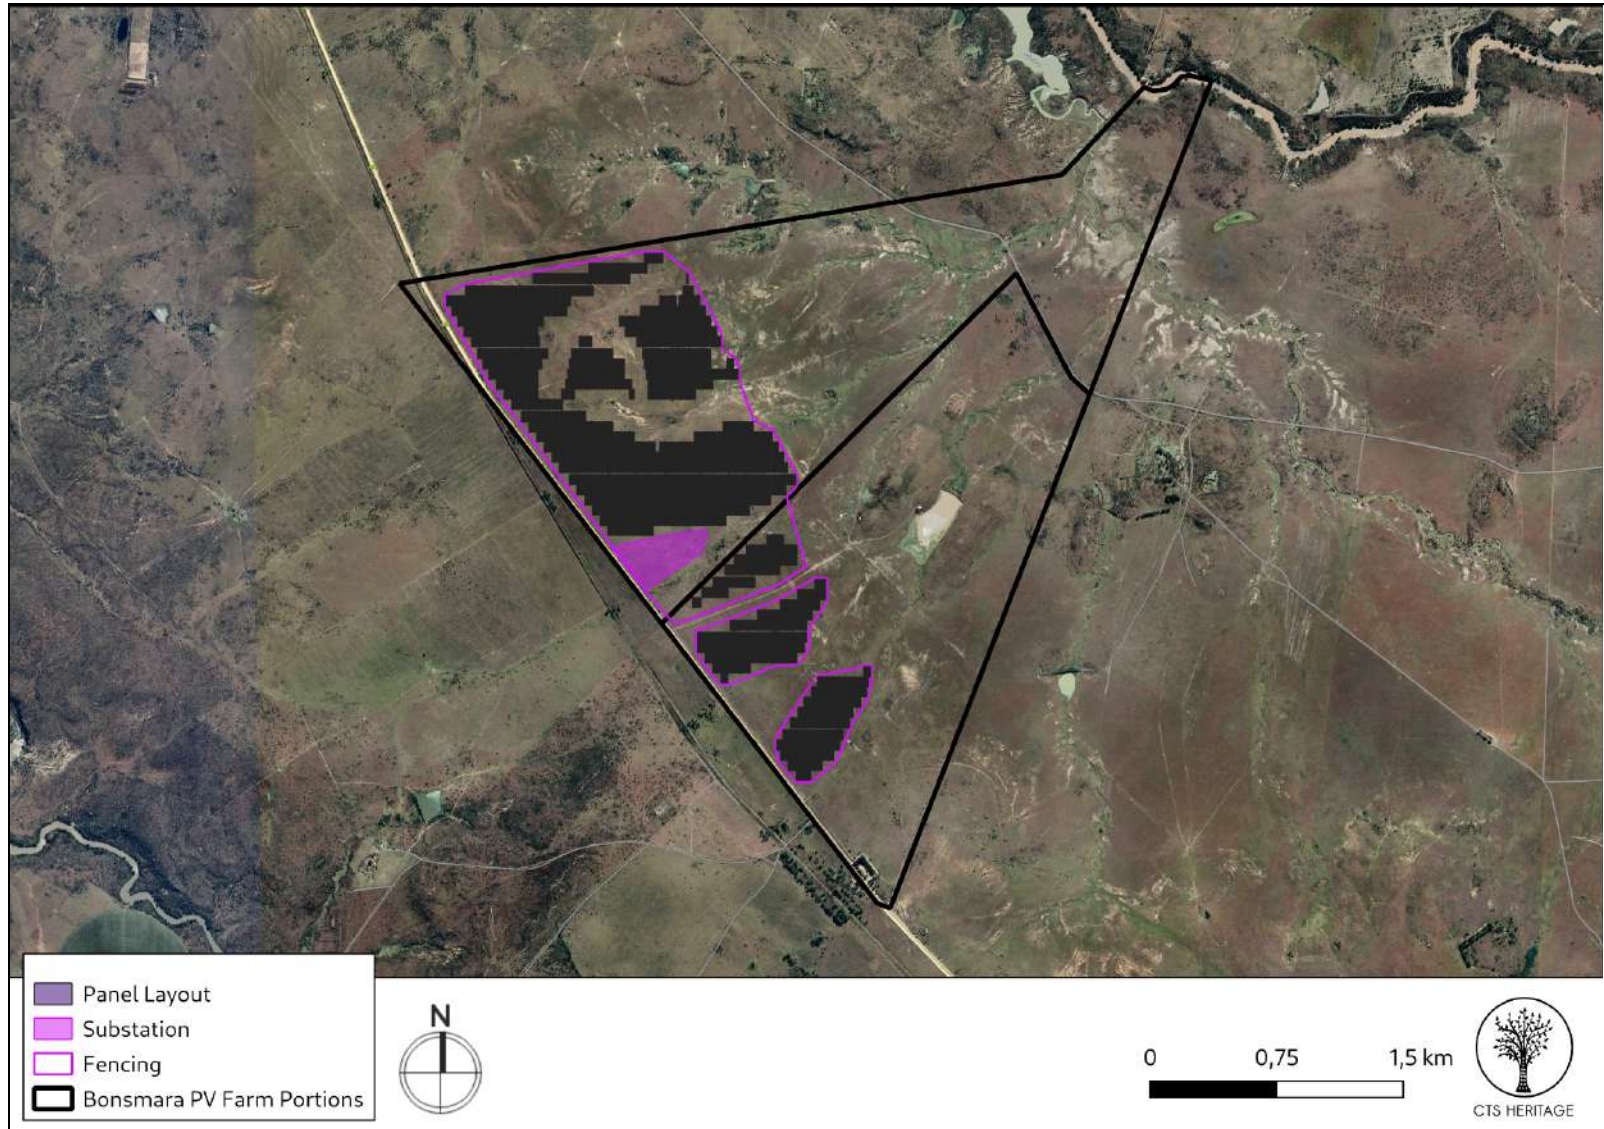 Panel Layout
Substation
Fencing
Bonsmara PV Farm Portions
N
0 0,75 1,5 km
CTS HERITAGE